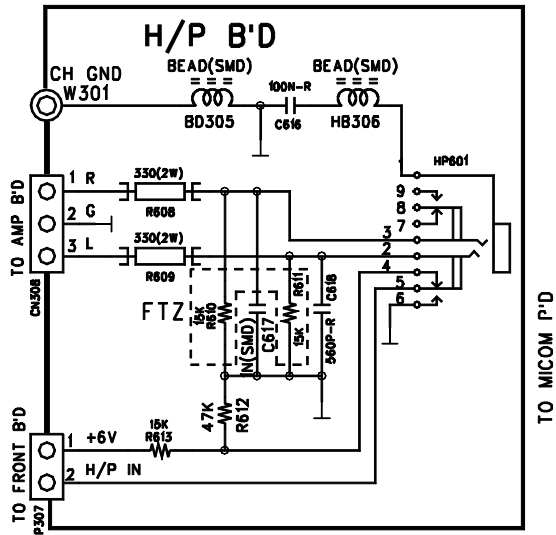 H/P B'D
CH GND
W301
BEAD(SMD)
BD305
100N-R
C616
BEAD(SMD)
HB306
HP601
TO AMP B'D
CN308
1 R
2 G
3 L
330(2W)
R608
330(2W)
R609
FTZ
15K
R610
1N(SMD)
C617
R611
15K
C618
560P-R
9
8
7
3
2
4
5
6
47K
R612
15K
R613
TO FRONT B'D
P307
1 +6V
2 H/P IN
TO MICOM P'D